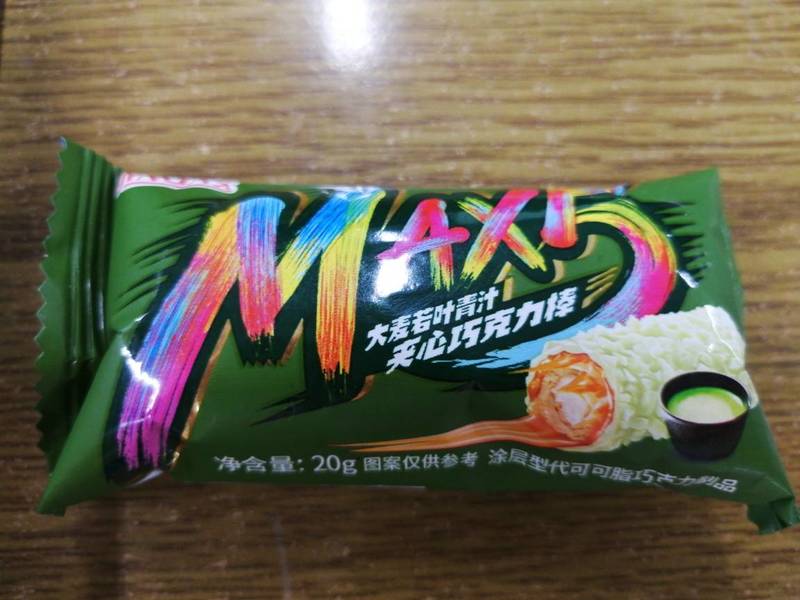 MAXI
大麦若叶青汁
夹心巧克力棒
净含量：20g 图案仅供参考 涂层型代可可脂巧克力制品